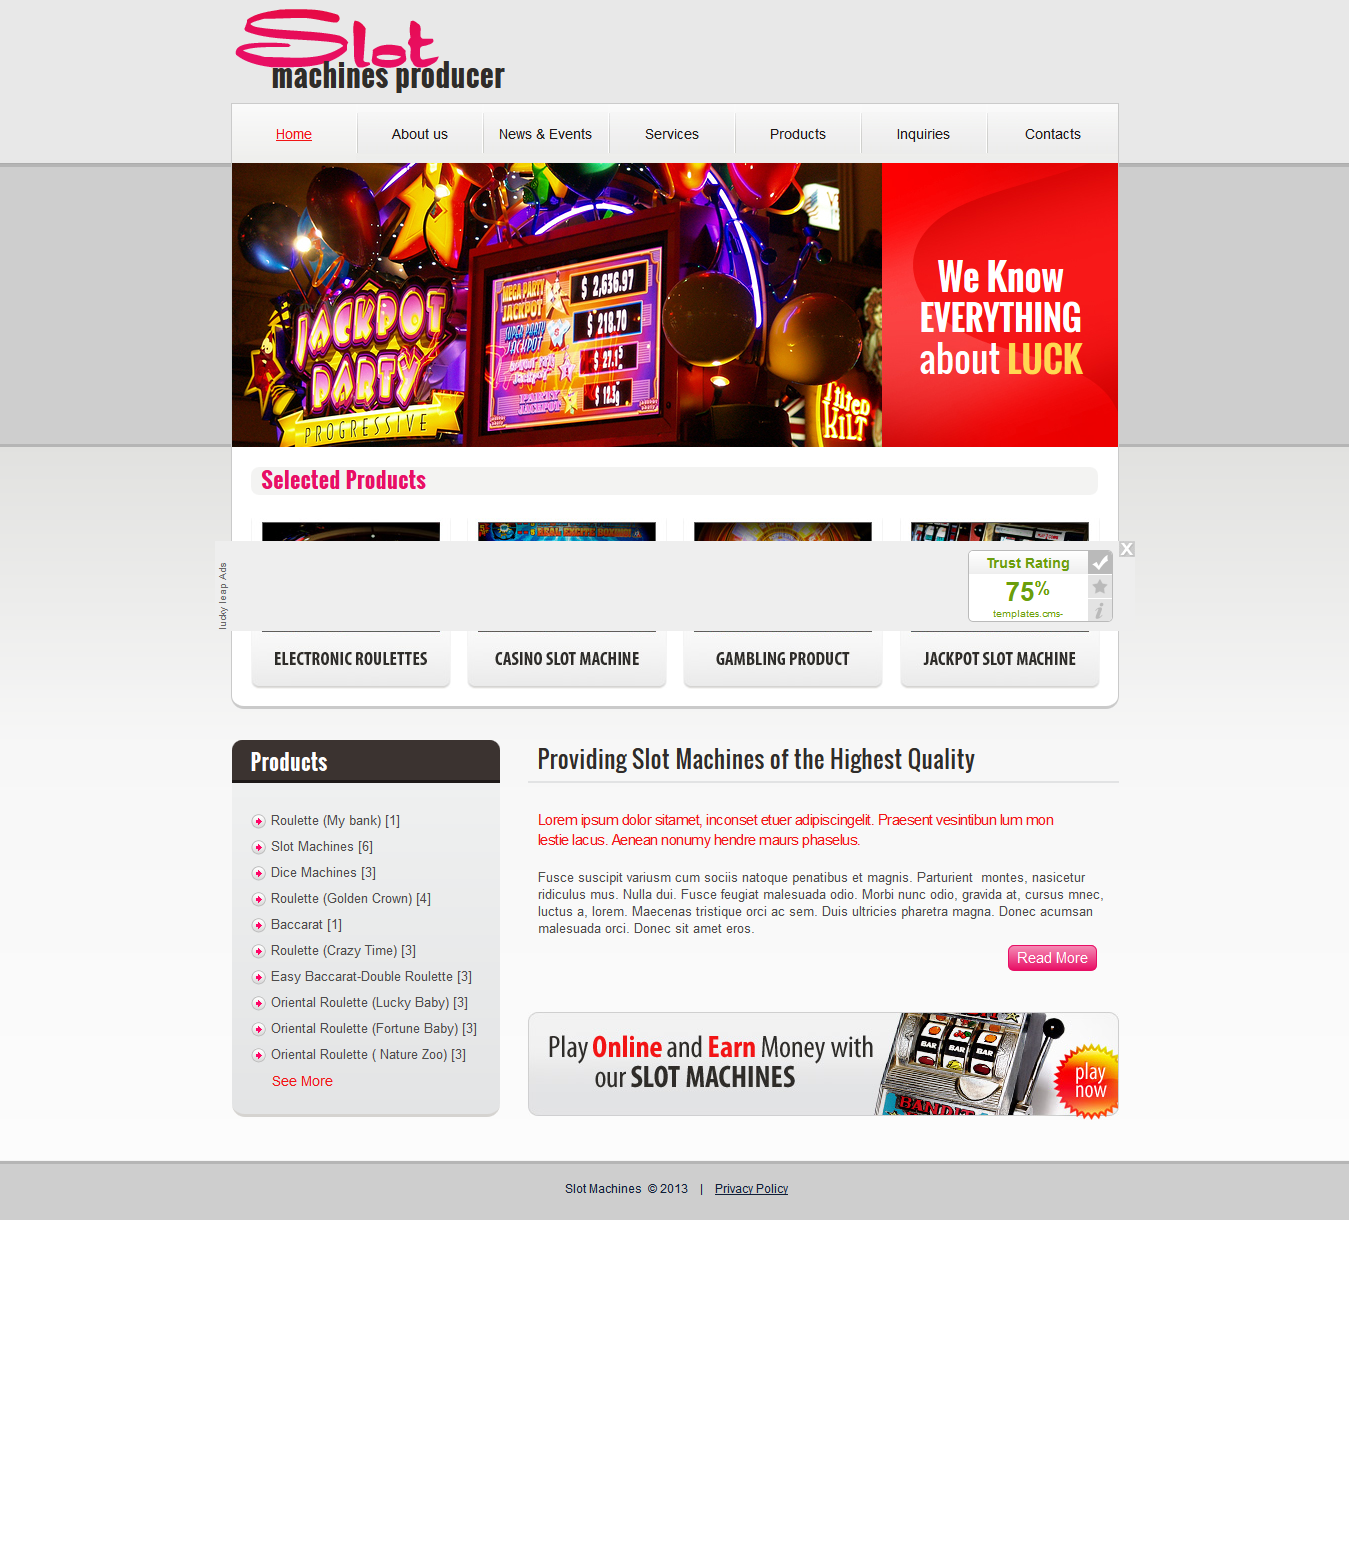 Slot
machines producer
Home
About us
News & Events
Services
Products
Inquiries
Contacts
JACKPOT
PARTY
PROGRESSIVE
MEGA PARTY
JACKPOT
$ 2,636.97
SUPER PARTY
JACKPOT
$ 218.70
KILT
We Know
EVERYTHING
about LUCK
Selected Products
lucky leap Ads
X
Trust Rating
75%
templates.cms-
ELECTRONIC ROULETTES
CASINO SLOT MACHINE
GAMBLING PRODUCT
JACKPOT SLOT MACHINE
Products
Roulette (My bank) [1]
Slot Machines [6]
Dice Machines [3]
Roulette (Golden Crown) [4]
Baccarat [1]
Roulette (Crazy Time) [3]
Easy Baccarat-Double Roulette [3]
Oriental Roulette (Lucky Baby) [3]
Oriental Roulette (Fortune Baby) [3]
Oriental Roulette ( Nature Zoo) [3]
See More
Providing Slot Machines of the Highest Quality
Lorem ipsum dolor sitamet, inconset etuer adipiscingelit. Praesent vesintibun lum mon
lestie lacus. Aenean nonumy hendre maurs phaselus.
Fusce suscipit variusm cum sociis natoque penatibus et magnis. Parturient  montes, nasicetur
ridiculus mus. Nulla dui. Fusce feugiat malesuada odio. Morbi nunc odio, gravida at, cursus mnec,
luctus a, lorem. Maecenas tristique orci ac sem. Duis ultricies pharetra magna. Donec acumsan
malesuada orci. Donec sit amet eros.
Read More
Play Online and Earn Money with
our SLOT MACHINES
BAR BAR BAR
BANDIT
play
now
Slot Machines  © 2013   |   Privacy Policy